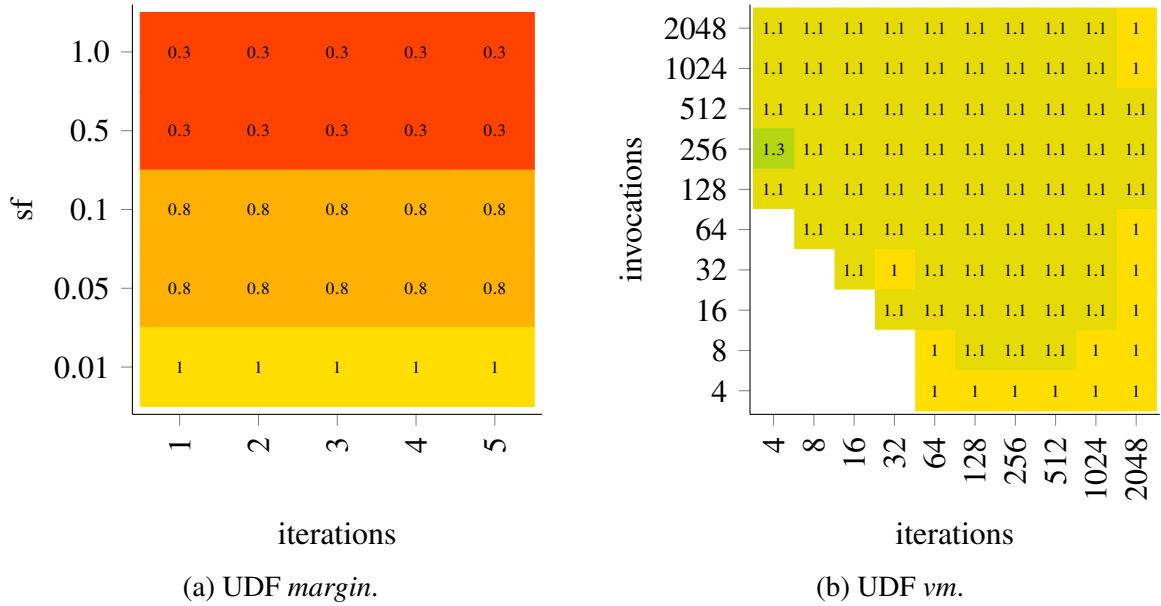 1.0 0.3 0.3 0.3 0.3 0.3
0.5 0.3 0.3 0.3 0.3 0.3
0.1 0.8 0.8 0.8 0.8 0.8
0.05 0.8 0.8 0.8 0.8 0.8
0.01 1 1 1 1 1
sf
1 2 3 4 5
iterations
(a) UDF margin.
2048 1.1 1.1 1.1 1.1 1.1 1.1 1.1 1.1 1.1 1
1024 1.1 1.1 1.1 1.1 1.1 1.1 1.1 1.1 1.1 1
512 1.1 1.1 1.1 1.1 1.1 1.1 1.1 1.1 1.1 1.1
256 1.3 1.1 1.1 1.1 1.1 1.1 1.1 1.1 1.1 1.1
128 1.1 1.1 1.1 1.1 1.1 1.1 1.1 1.1 1.1 1.1
64 1.1 1.1 1.1 1.1 1.1 1.1 1.1 1.1 1
32 1.1 1 1.1 1.1 1.1 1.1 1.1 1
16 1.1 1.1 1.1 1.1 1.1 1.1 1
8 1 1.1 1.1 1.1 1 1
4 1 1 1 1 1 1
invocations
4 8 16 32 64 128 256 512 1024 2048
iterations
(b) UDF vm.